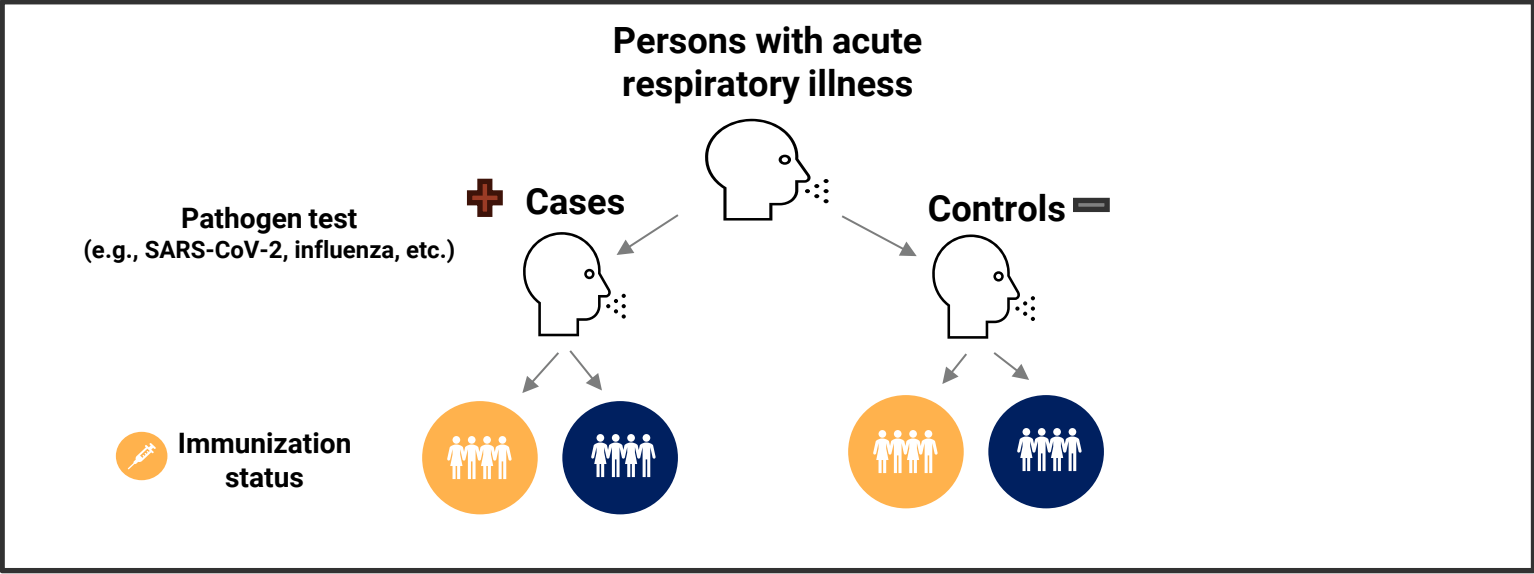 Persons with acute
respiratory illness
Cases
Controls
Pathogen test
(e.g., SARS-CoV-2, influenza, etc.)
Immunization
status